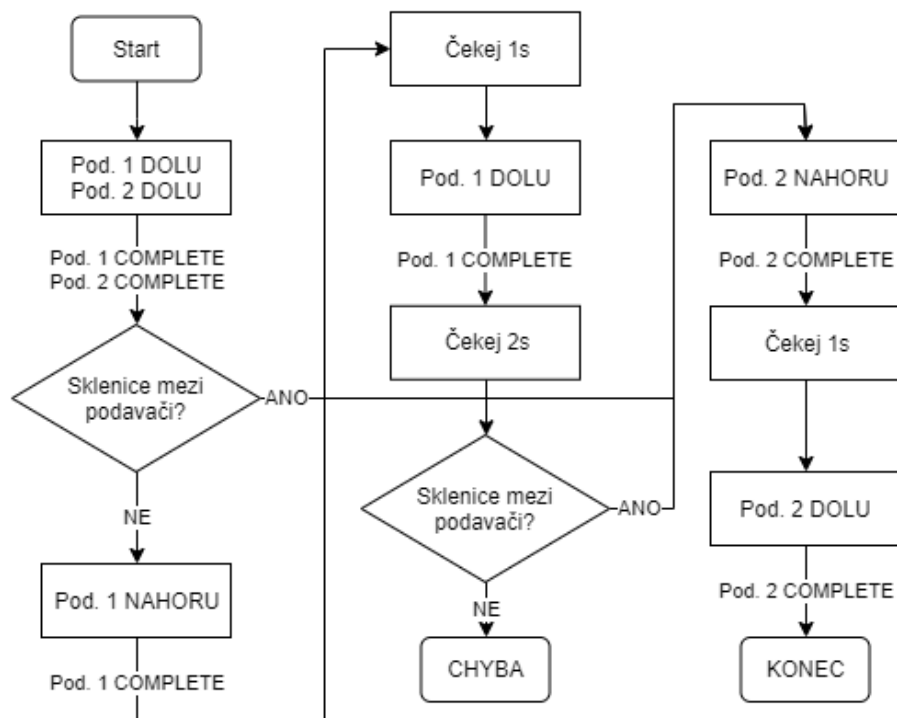 Start
Pod. 1 DOLU
Pod. 2 DOLU
Pod. 1 COMPLETE
Pod. 2 COMPLETE
Sklenice mezi
podavači?
ANO
NE
Pod. 1 NAHORU
Pod. 1 COMPLETE
Čekej 1s
Pod. 1 DOLU
Pod. 1 COMPLETE
Čekej 2s
Sklenice mezi
podavači?
ANO
NE
CHYBA
Pod. 2 NAHORU
Pod. 2 COMPLETE
Čekej 1s
Pod. 2 DOLU
Pod. 2 COMPLETE
KONEC